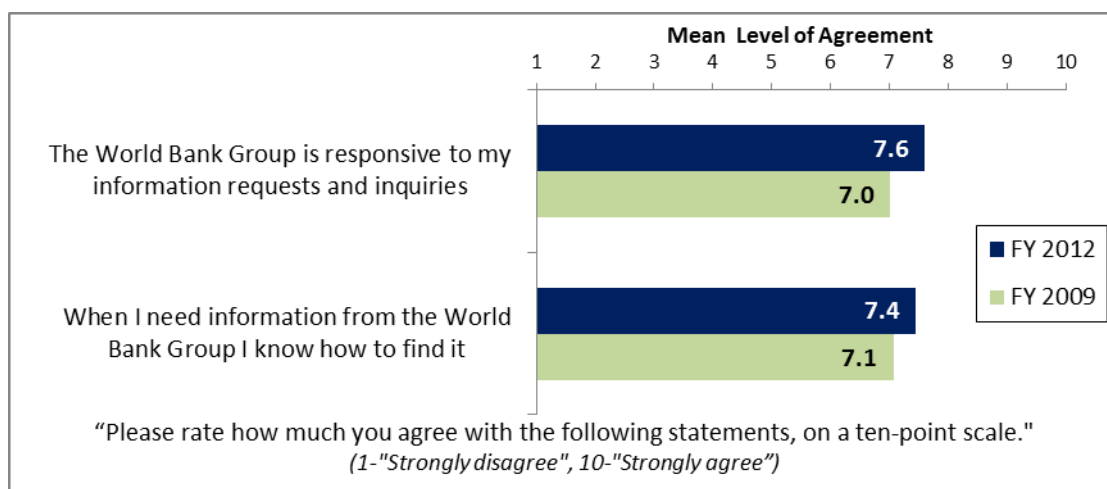 Mean Level of Agreement
1 2 3 4 5 6 7 8 9 10
The World Bank Group is responsive to my
information requests and inquiries
7.6
7.0
When I need information from the World
Bank Group I know how to find it
7.4
7.1
FY 2012
FY 2009
“Please rate how much you agree with the following statements, on a ten-point scale."
(1-"Strongly disagree", 10-"Strongly agree”)